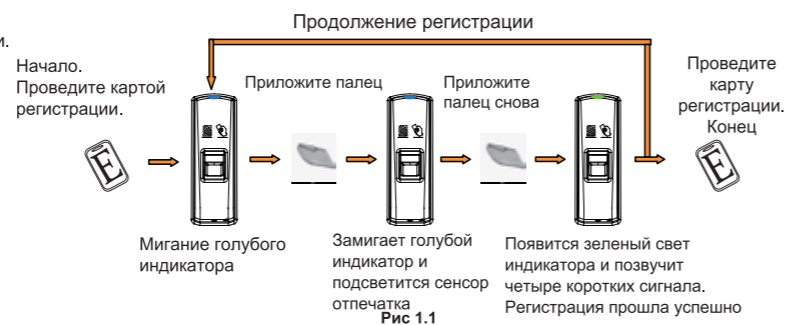 Продолжение регистрации
и.
Начало.
Проведите картой
регистрации.
E
Приложите палец
Приложите
палец снова
Проведите
карту
регистрации.
Конец
E
Мигание голубого
индикатора
Замигает голубой
индикатор и
подсветится сенсор
отпечатка
Появится зеленый свет
индикатора и позвучит
четыре коротких сигнала.
Регистрация прошла успешно
Рис 1.1